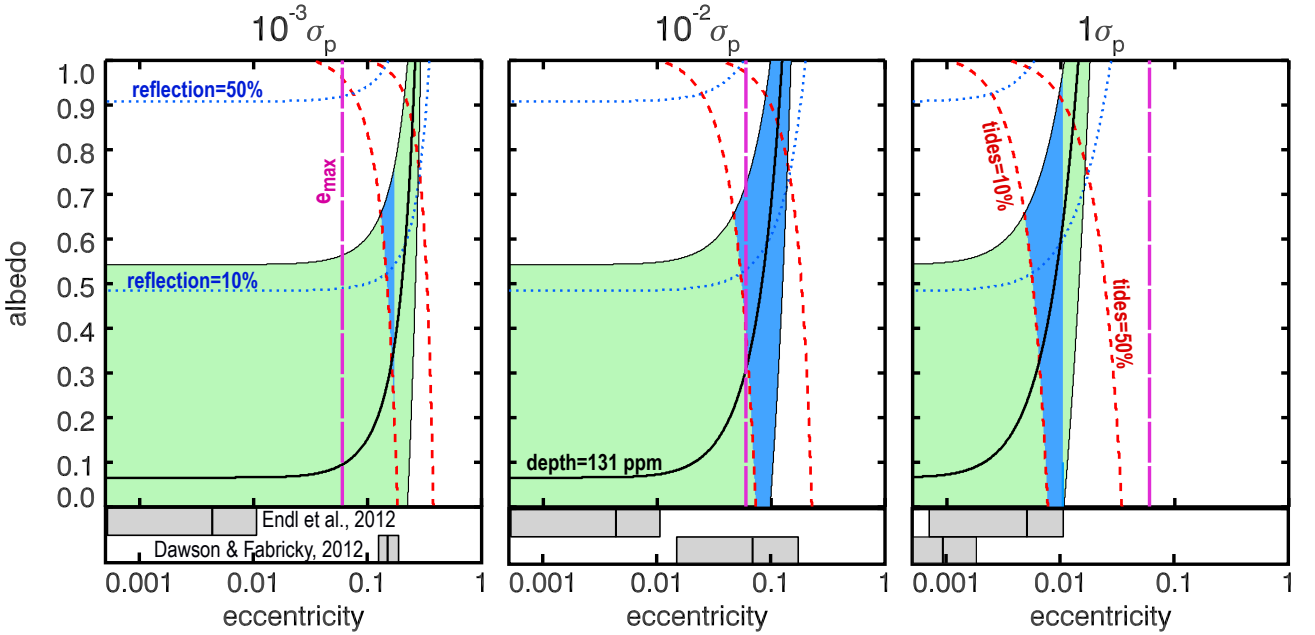 10⁻³σₚ
10⁻²σₚ
1σₚ
albedo
1.0
0.9
0.8
0.7
0.6
0.5
0.4
0.3
0.2
0.1
0.0
reflection=50%
reflection=10%
e_max
depth=131 ppm
tides=10%
tides=50%
Endl et al., 2012
Dawson & Fabricky, 2012
0.001 0.01 0.1 1
0.001 0.01 0.1 1
0.001 0.01 0.1 1
eccentricity
eccentricity
eccentricity